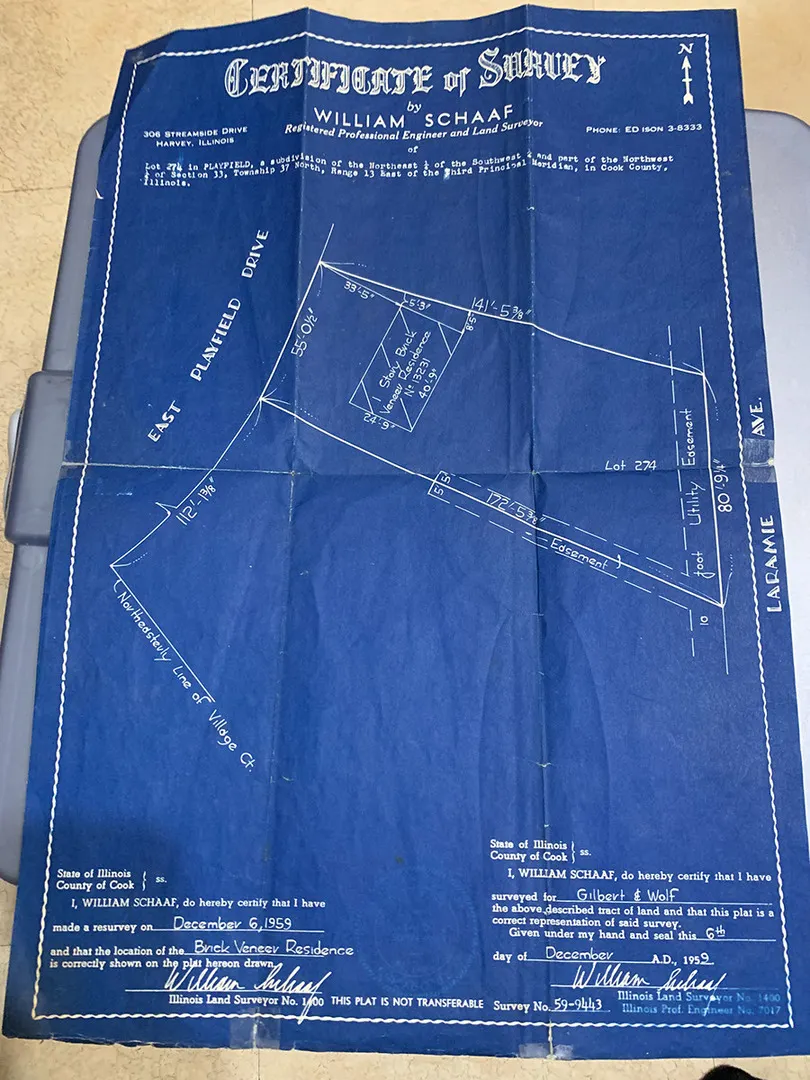 CERTIFICATE of SURVEY
N
by
WILLIAM SCHAAF
Registered Professional Engineer and Land Surveyor
306 STREAMSIDE DRIVE
HARVEY, ILLINOIS
PHONE: EDISON 3-8333
of
Lot 274 in PLAYFIELD, a subdivision of the Northeast ¼ of the Southwest ¼ and part of the Northwest
¼ of Section 33, Township 37 North, Range 13 East of the Third Principal Meridian, in Cook County,
Illinois.
EAST PLAYFIELD DRIVE
33'-5"
5'-3"
141'-5⅜"
8'-5"
55'-0½"
1 Story Brick
Veneer Residence
No 13231
40'-9"
24'-9"
LARAMIE AVE.
Lot 274
foot Utility Easement
80'-9¼"
5'
5'
172'-5⅜"
Easement
112'-1⅜"
10
Northeasterly Line of Village Ct.
State of Illinois
County of Cook
ss.
I, WILLIAM SCHAAF, do hereby certify that I have
made a resurvey on December 6, 1959
and that the location of the Brick Veneer Residence
is correctly shown on the plat hereon drawn.
William Schaaf
Illinois Land Surveyor No. 1400
THIS PLAT IS NOT TRANSFERABLE
State of Illinois
County of Cook
ss.
I, WILLIAM SCHAAF, do hereby certify that I have
surveyed for Gilbert & Wolf
the above described tract of land and that this plat is a
correct representation of said survey.
Given under my hand and seal this 6th
day of December A.D., 1959
William Schaaf
Survey No. 59-9443
Illinois Land Surveyor No. 1400
Illinois Prof. Engineer No. 7017